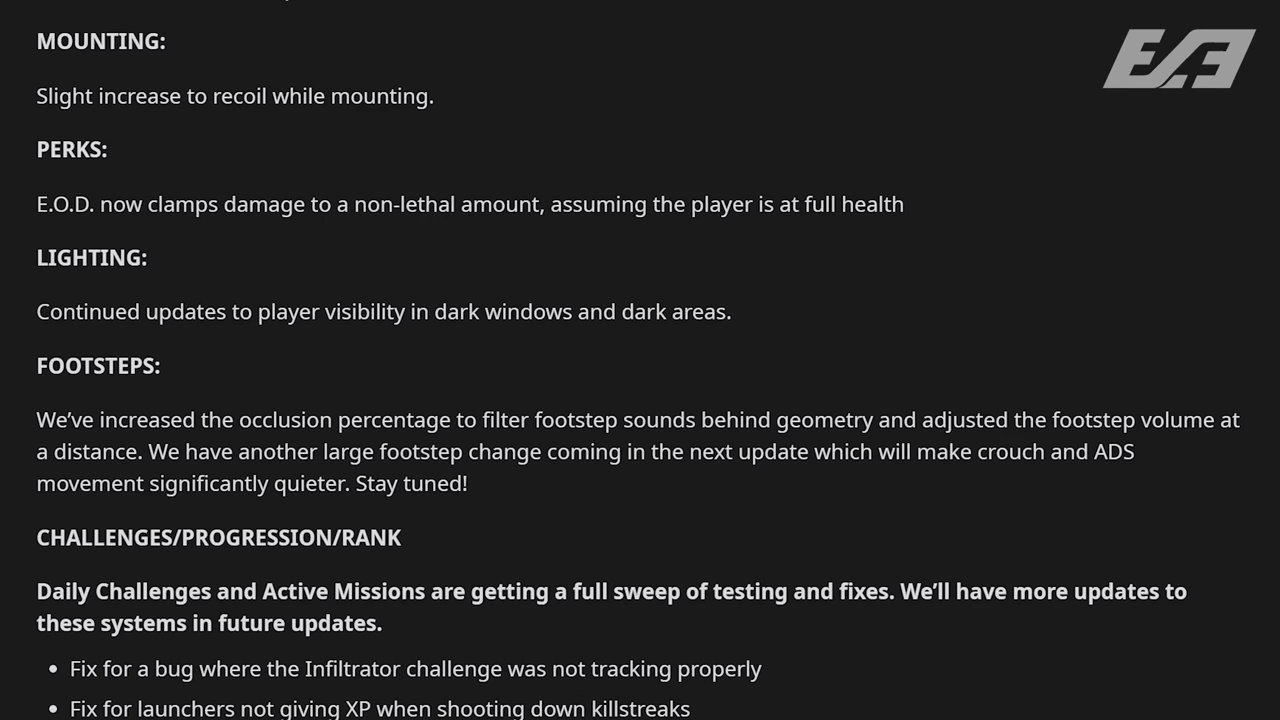 MOUNTING:
Slight increase to recoil while mounting.
PERKS:
E.O.D. now clamps damage to a non-lethal amount, assuming the player is at full health
LIGHTING:
Continued updates to player visibility in dark windows and dark areas.
FOOTSTEPS:
We’ve increased the occlusion percentage to filter footstep sounds behind geometry and adjusted the footstep volume at
a distance. We have another large footstep change coming in the next update which will make crouch and ADS
movement significantly quieter. Stay tuned!
CHALLENGES/PROGRESSION/RANK
Daily Challenges and Active Missions are getting a full sweep of testing and fixes. We’ll have more updates to
these systems in future updates.
• Fix for a bug where the Infiltrator challenge was not tracking properly
• Fix for launchers not giving XP when shooting down killstreaks